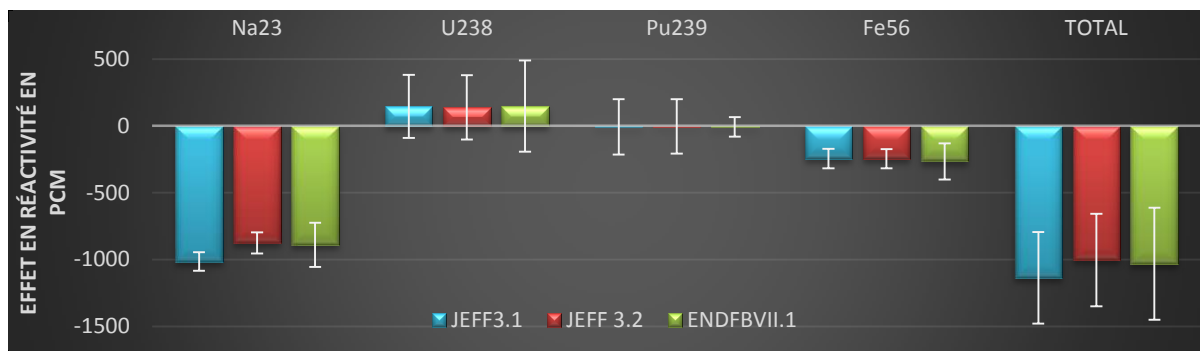 Na23 U238 Pu239 Fe56 TOTAL
500
0
-500
-1000
-1500
EFFET EN RÉACTIVITÉ EN
PCM
JEFF3.1 JEFF 3.2 ENDFBVII.1